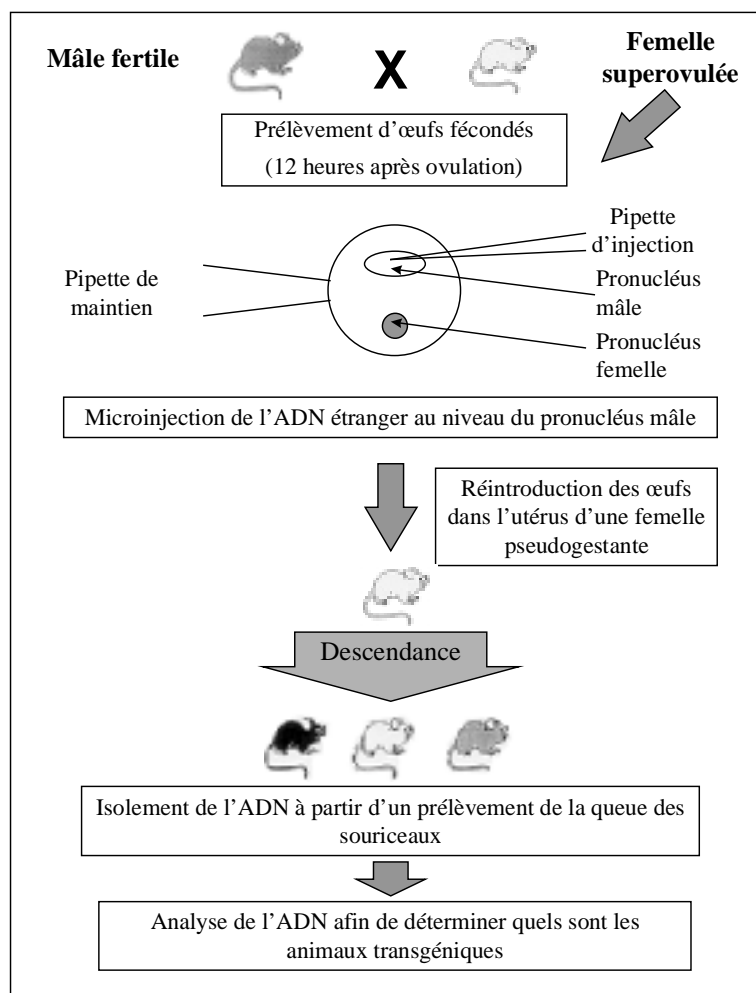 Mâle fertile
X
Femelle
superovulée
Prélèvement d'œufs fécondés
(12 heures après ovulation)
Pipette
d'injection
Pipette de
maintien
Pronucléus
mâle
Pronucléus
femelle
Microinjection de l'ADN étranger au niveau du pronucléus mâle
Réintroduction des œufs
dans l'utérus d'une femelle
pseudogestante
Descendance
Isolement de l'ADN à partir d'un prélèvement de la queue des
souriceaux
Analyse de l'ADN afin de déterminer quels sont les
animaux transgéniques